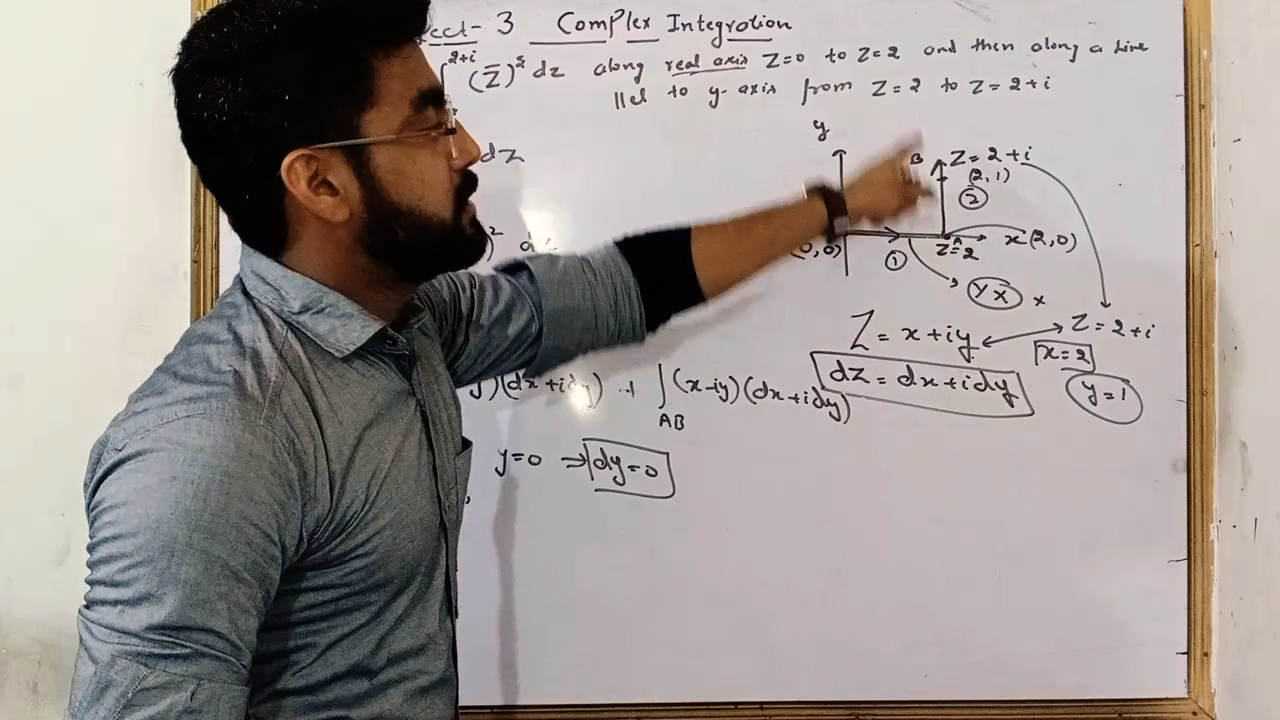 ect- 3 Complex Integration
∫^{2+i} (z̄)² dz along real axis Z=0 to Z=2 and then along a line
||el to y-axis from Z=2 to Z=2+i
y
dz
B Z=2+i
(2,1)
②
)² dz
0,0) Z=2 A x(2,0)
①
y x x
Z = x+iy Z=2+i
x=2
dz = dx+idy
y=1
y)(dx+idy) + ∫_{AB} (x-iy)(dx+idy)
y=0 ⇒ dy=0